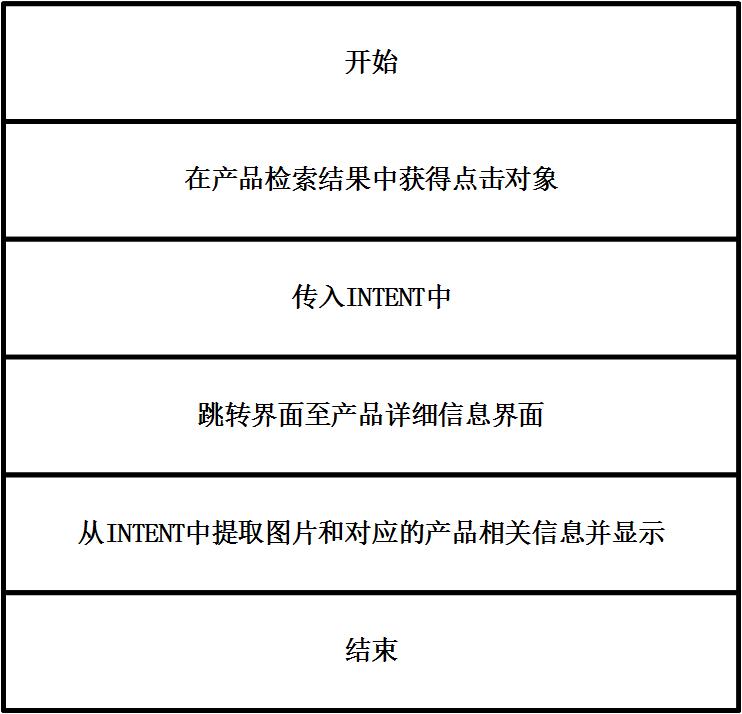 开始
在产品检索结果中获得点击对象
传入INTENT中
跳转界面至产品详细信息界面
从INTENT中提取图片和对应的产品相关信息并显示
结束